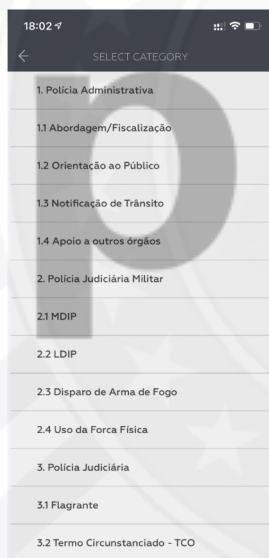 18:02
SELECT CATEGORY
1. Polícia Administrativa
1.1 Abordagem/Fiscalização
1.2 Orientação ao Público
1.3 Notificação de Trânsito
1.4 Apoio a outros órgãos
2. Polícia Judiciária Militar
2.1 MDIP
2.2 LDIP
2.3 Disparo de Arma de Fogo
2.4 Uso da Forca Física
3. Polícia Judiciária
3.1 Flagrante
3.2 Termo Circunstanciado - TCO
p